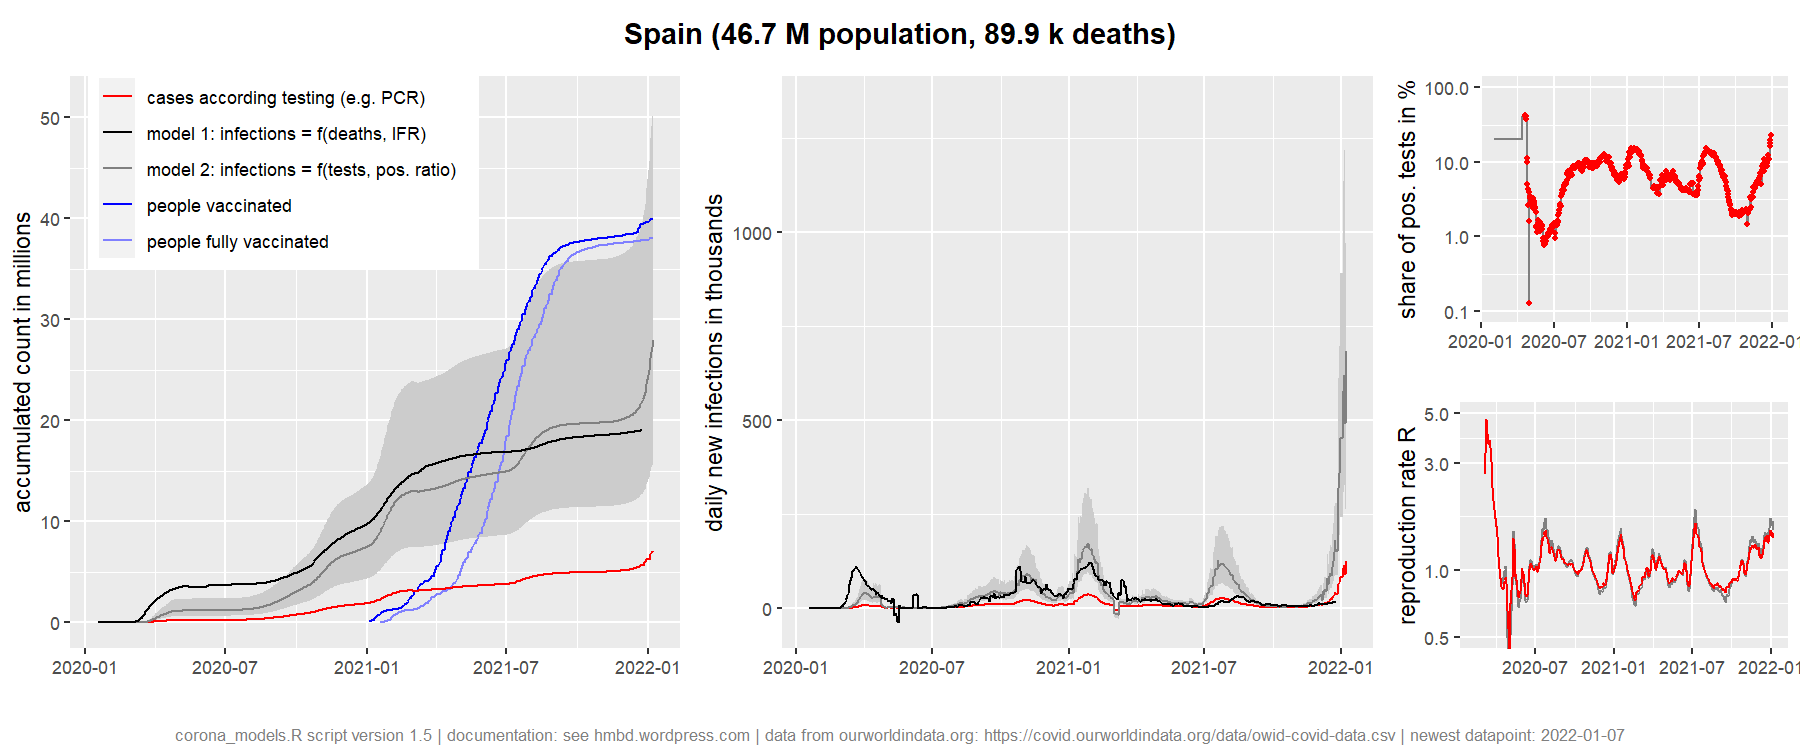 Spain (46.7 M population, 89.9 k deaths)
accumulated count in millions
50
40
30
20
10
0
cases according testing (e.g. PCR)
model 1: infections = f(deaths, IFR)
model 2: infections = f(tests, pos. ratio)
people vaccinated
people fully vaccinated
2020-01 2020-07 2021-01 2021-07 2022-01
daily new infections in thousands
1000
500
0
2020-01 2020-07 2021-01 2021-07 2022-01
share of pos. tests in %
100.0
10.0
1.0
0.1
2020-01 2020-07 2021-01 2021-07 2022-01
reproduction rate R
5.0
3.0
1.0
0.5
2020-07 2021-01 2021-07 2022-01
corona_models.R script version 1.5 | documentation: see hmbd.wordpress.com | data from ourworldindata.org: https://covid.ourworldindata.org/data/owid-covid-data.csv | newest datapoint: 2022-01-07